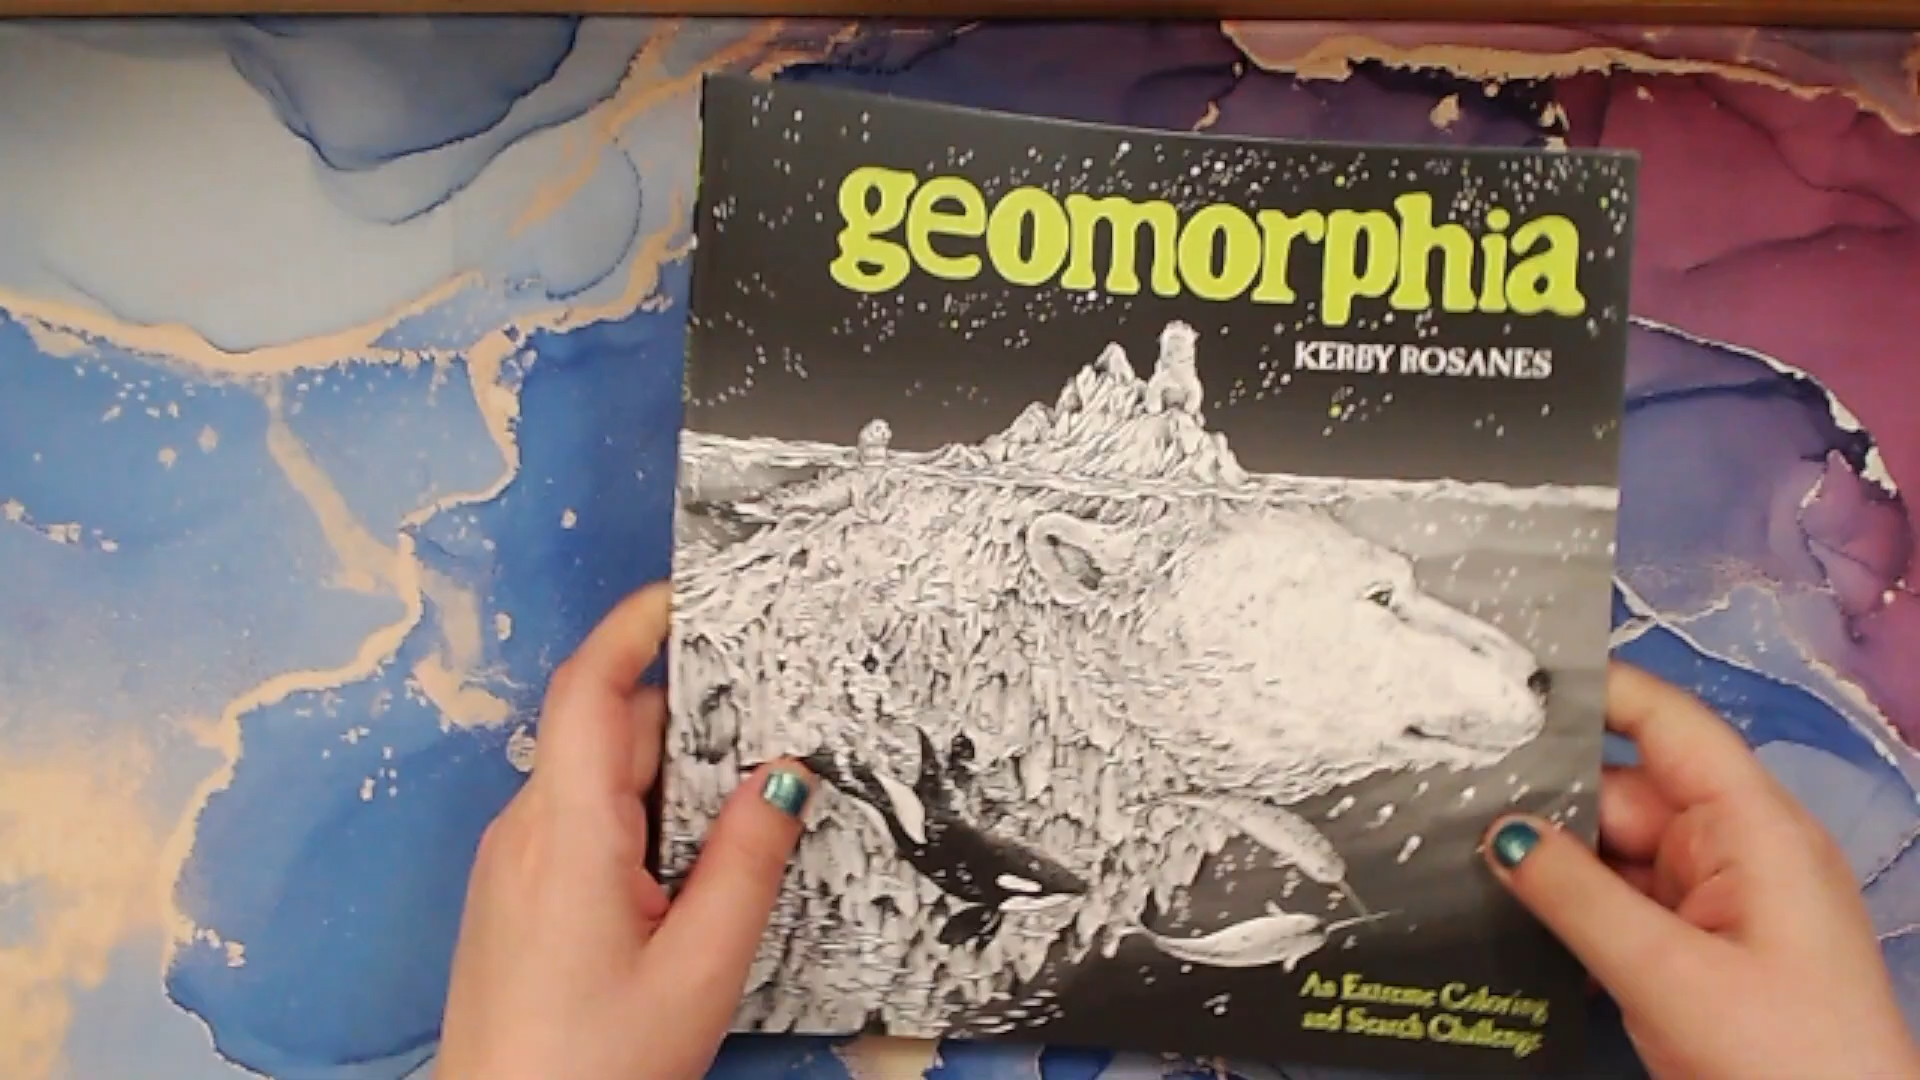 geomorphia
KERBY ROSANES
An Extreme Coloring
and Search Challenge